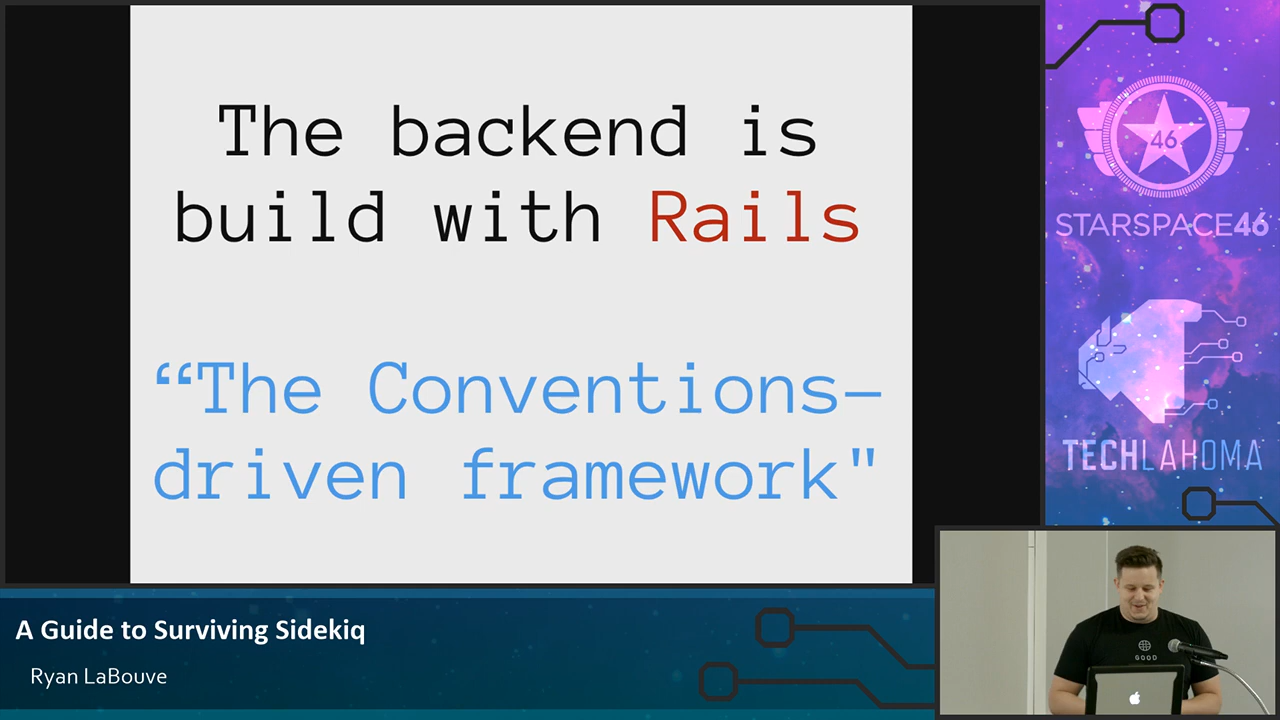 The backend is
build with Rails
“The Conventions-
driven framework"
46
STARSPACE46
TECHLAHOMA
A Guide to Surviving Sidekiq
Ryan LaBouve
GOOD